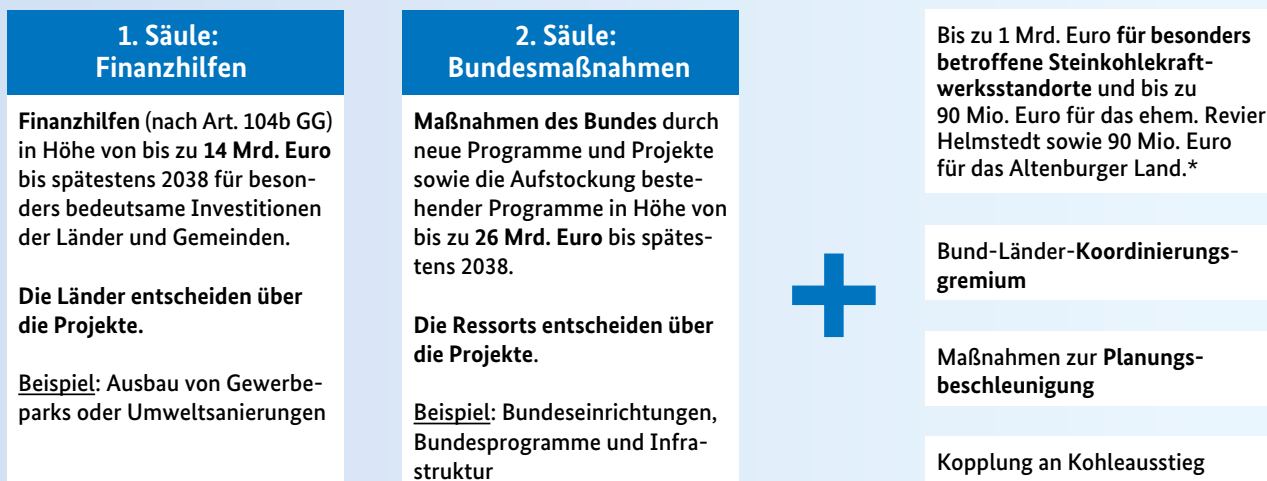 1. Säule:
Finanzhilfen
Finanzhilfen (nach Art. 104b GG)
in Höhe von bis zu 14 Mrd. Euro
bis spätestens 2038 für beson-
ders bedeutsame Investitionen
der Länder und Gemeinden.
Die Länder entscheiden über
die Projekte.
Beispiel: Ausbau von Gewerbe-
parks oder Umweltsanierungen
2. Säule:
Bundesmaßnahmen
Maßnahmen des Bundes durch
neue Programme und Projekte
sowie die Aufstockung beste-
hender Programme in Höhe von
bis zu 26 Mrd. Euro bis spätes-
tens 2038.
Die Ressorts entscheiden über
die Projekte.
Beispiel: Bundeseinrichtungen,
Bundesprogramme und Infra-
struktur
+
Bis zu 1 Mrd. Euro für besonders
betroffene Steinkohlekraft-
werksstandorte und bis zu
90 Mio. Euro für das ehem. Revier
Helmstedt sowie 90 Mio. Euro
für das Altenburger Land.*
Bund-Länder-Koordinierungs-
gremium
Maßnahmen zur Planungs-
beschleunigung
Kopplung an Kohleausstieg